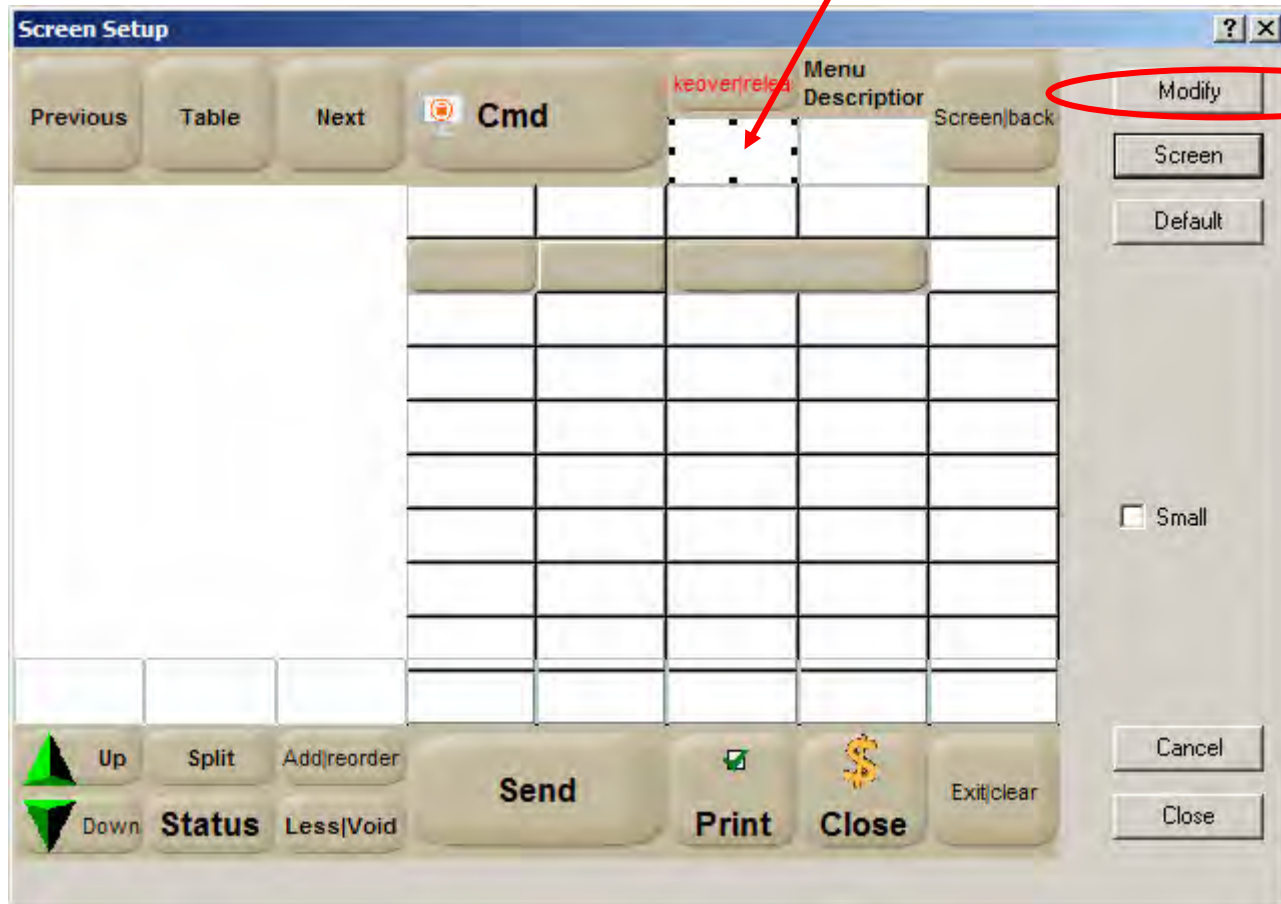 Screen Setup
?
Previous
Table
Next
Cmd
keover|relea
Menu
Descriptior
Screen|back
Modify
Screen
Default
Small
Up
Split
Add|reorder
Send
Print
Close
Exit|clear
Down
Status
Less|Void
Cancel
Close